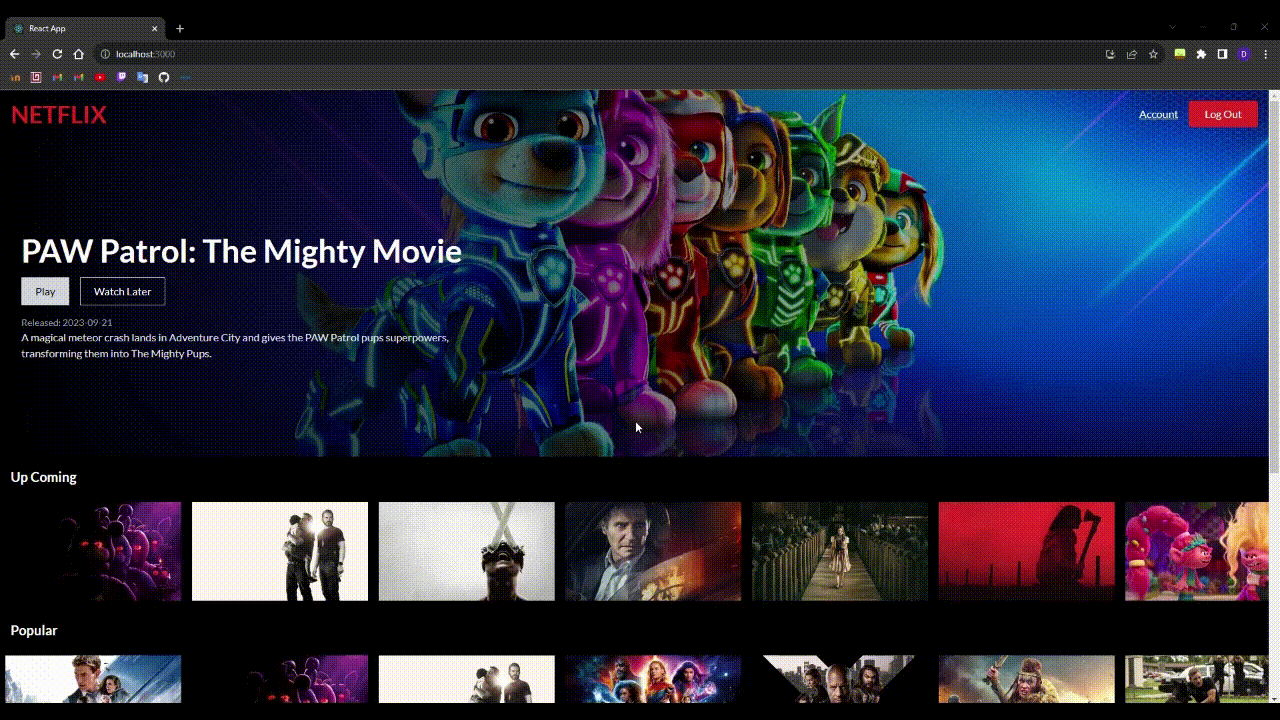 React App
localhost:3000
D
NETFLIX
Account
Log Out
PAW Patrol: The Mighty Movie
Play
Watch Later
Released: 2023-09-21
A magical meteor crash lands in Adventure City and gives the PAW Patrol pups superpowers,
transforming them into The Mighty Pups.
Up Coming
Popular